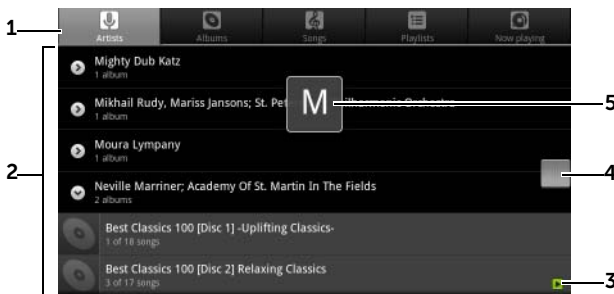 1
Artists
Albums
Songs
Playlists
Now playing
2
Mighty Dub Katz
1 album
Mikhail Rudy, Mariss Jansons; St. Pet
M
5
Moura Lympany
1 album
4
Neville Marriner; Academy Of St. Martin In The Fields
2 albums
Best Classics 100 [Disc 1] -Uplifting Classics-
1 of 18 songs
Best Classics 100 [Disc 2] Relaxing Classics
3 of 17 songs
3
1 album